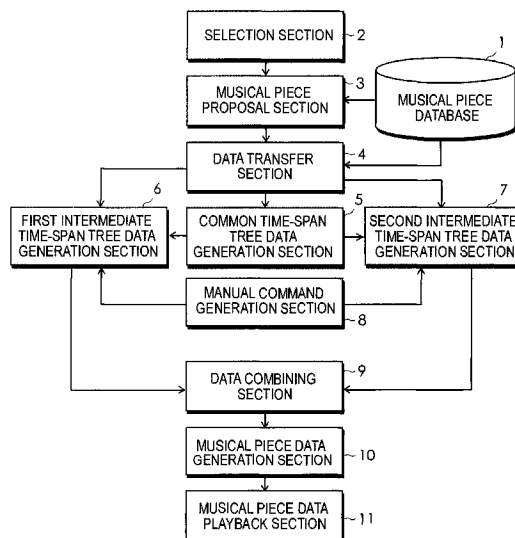 SELECTION SECTION
2
1
MUSICAL PIECE
PROPOSAL SECTION
3
MUSICAL PIECE
DATABASE
DATA TRANSFER
SECTION
4
6
FIRST INTERMEDIATE
TIME-SPAN TREE DATA
GENERATION SECTION
5
COMMON TIME-SPAN
TREE DATA
GENERATION SECTION
7
SECOND INTERMEDIATE
TIME-SPAN TREE DATA
GENERATION SECTION
MANUAL COMMAND
GENERATION SECTION
8
9
DATA COMBINING
SECTION
MUSICAL PIECE DATA
GENERATION SECTION
10
MUSICAL PIECE DATA
PLAYBACK SECTION
11